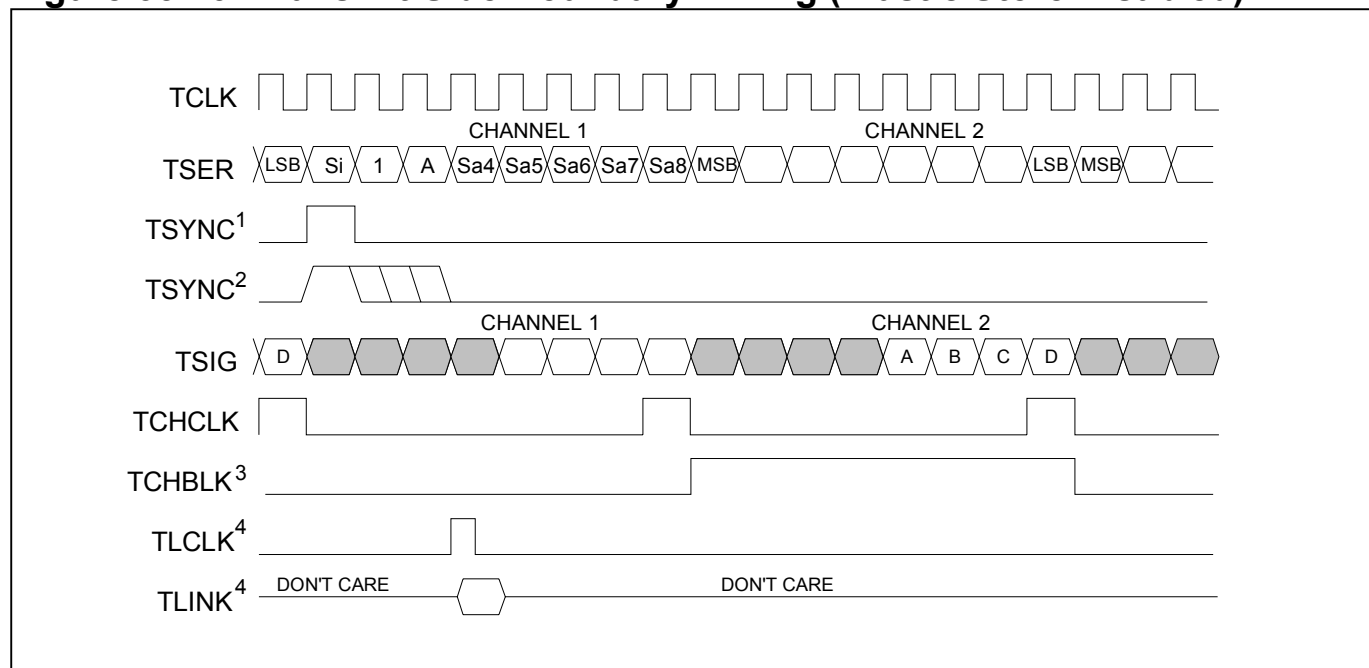 TCLK
CHANNEL 1 CHANNEL 2
TSER LSB Si 1 A Sa4 Sa5 Sa6 Sa7 Sa8 MSB LSB MSB
TSYNC1
TSYNC2
CHANNEL 1 CHANNEL 2
TSIG D A B C D
TCHCLK
TCHBLK3
TLCLK4
TLINK4 DON'T CARE DON'T CARE